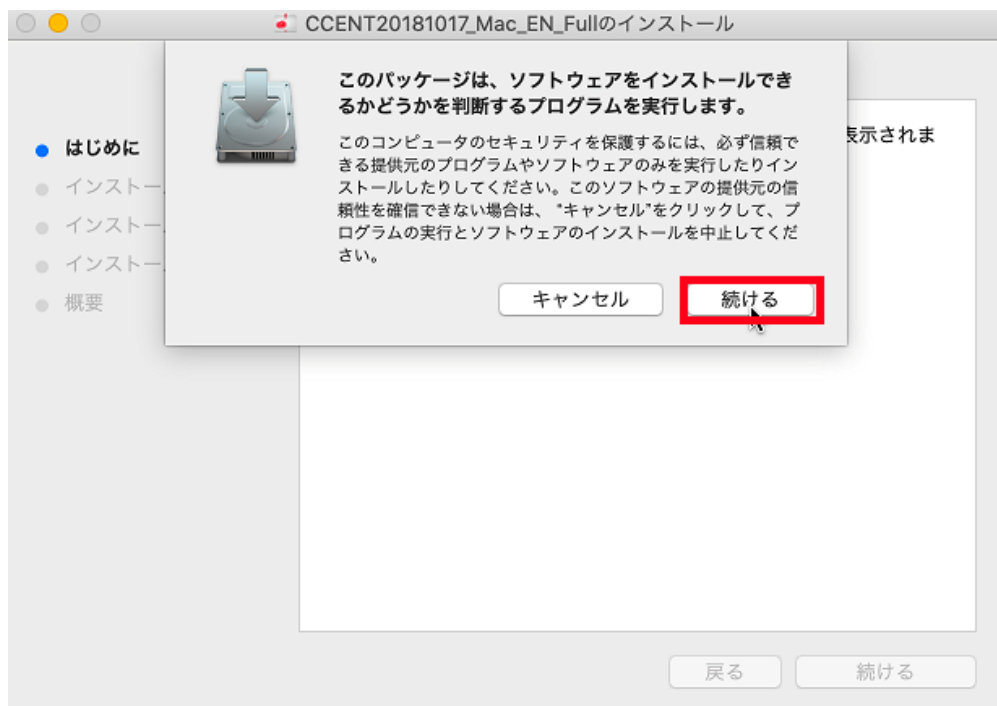 CCENT20181017_Mac_EN_Fullのインストール
このパッケージは、ソフトウェアをインストールでき
るかどうかを判断するプログラムを実行します。
このコンピュータのセキュリティを保護するには、必ず信頼で
きる提供元のプログラムやソフトウェアのみを実行したりイン
ストールしたりしてください。このソフトウェアの提供元の信
頼性を確信できない場合は、“キャンセル”をクリックして、プ
ログラムの実行とソフトウェアのインストールを中止してくだ
さい。
キャンセル
続ける
表示されま
はじめに
インストー
インストー
インストー
概要
戻る
続ける